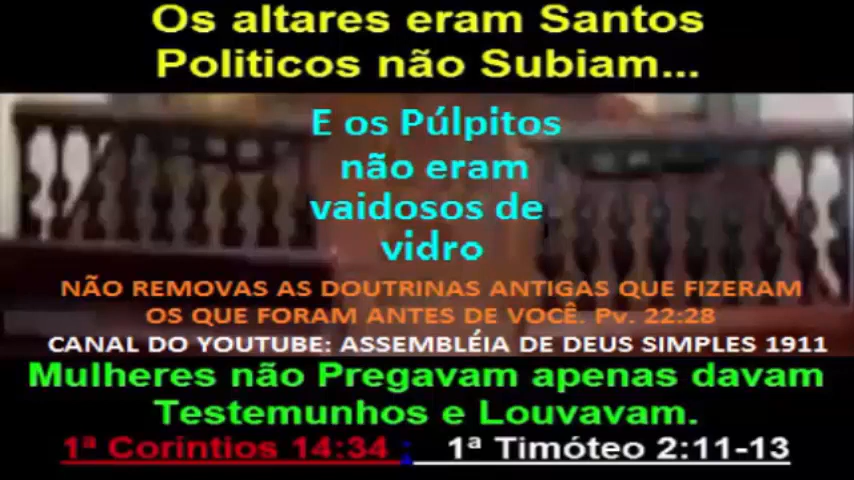 Os altares eram Santos
Politicos não Subiam...
E os Púlpitos
não eram
vaidosos de
vidro
NÃO REMOVAS AS DOUTRINAS ANTIGAS QUE FIZERAM
OS QUE FORAM ANTES DE VOCÊ. Pv. 22:28
CANAL DO YOUTUBE: ASSEMBLÉIA DE DEUS SIMPLES 1911
Mulheres não Pregavam apenas davam
Testemunhos e Louvavam.
1ª Coríntios 14:34 ; 1ª Timóteo 2:11-13